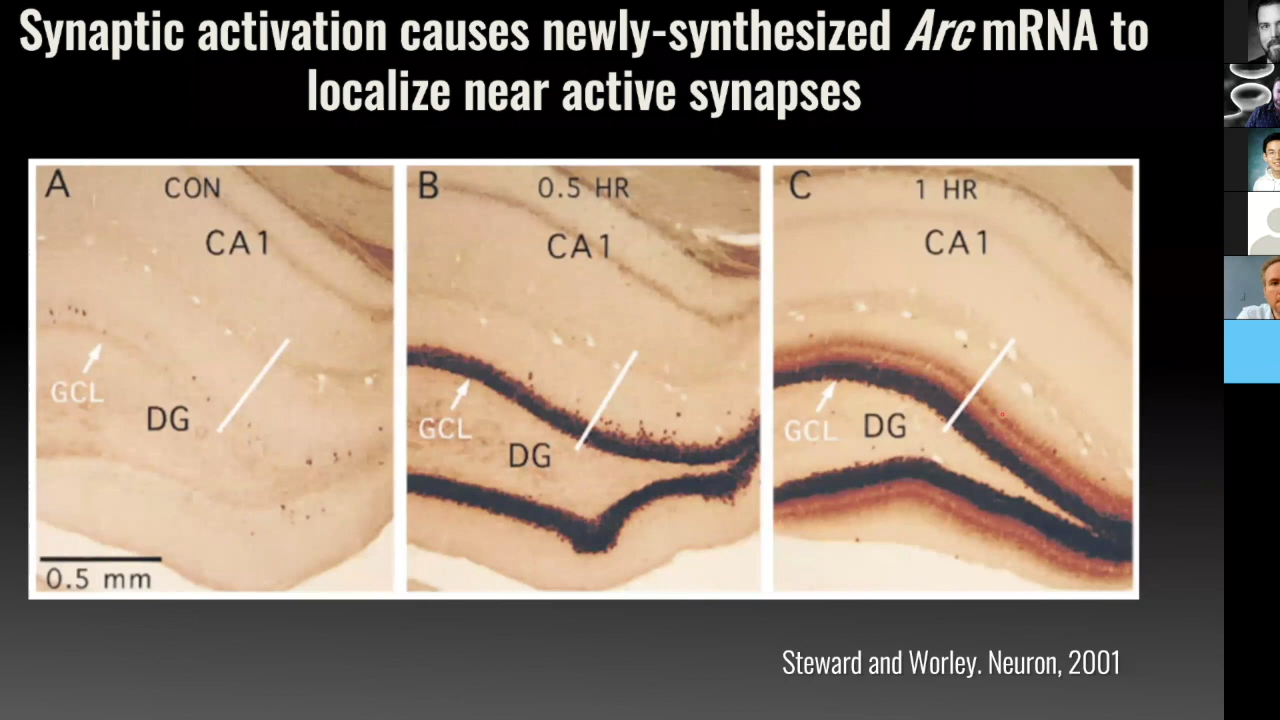 Synaptic activation causes newly-synthesized Arc mRNA to
localize near active synapses
A
CON
CA1
GCL
DG
0.5 mm
B
0.5 HR
CA1
GCL
DG
C
1 HR
CA1
GCL
DG
Steward and Worley. Neuron, 2001